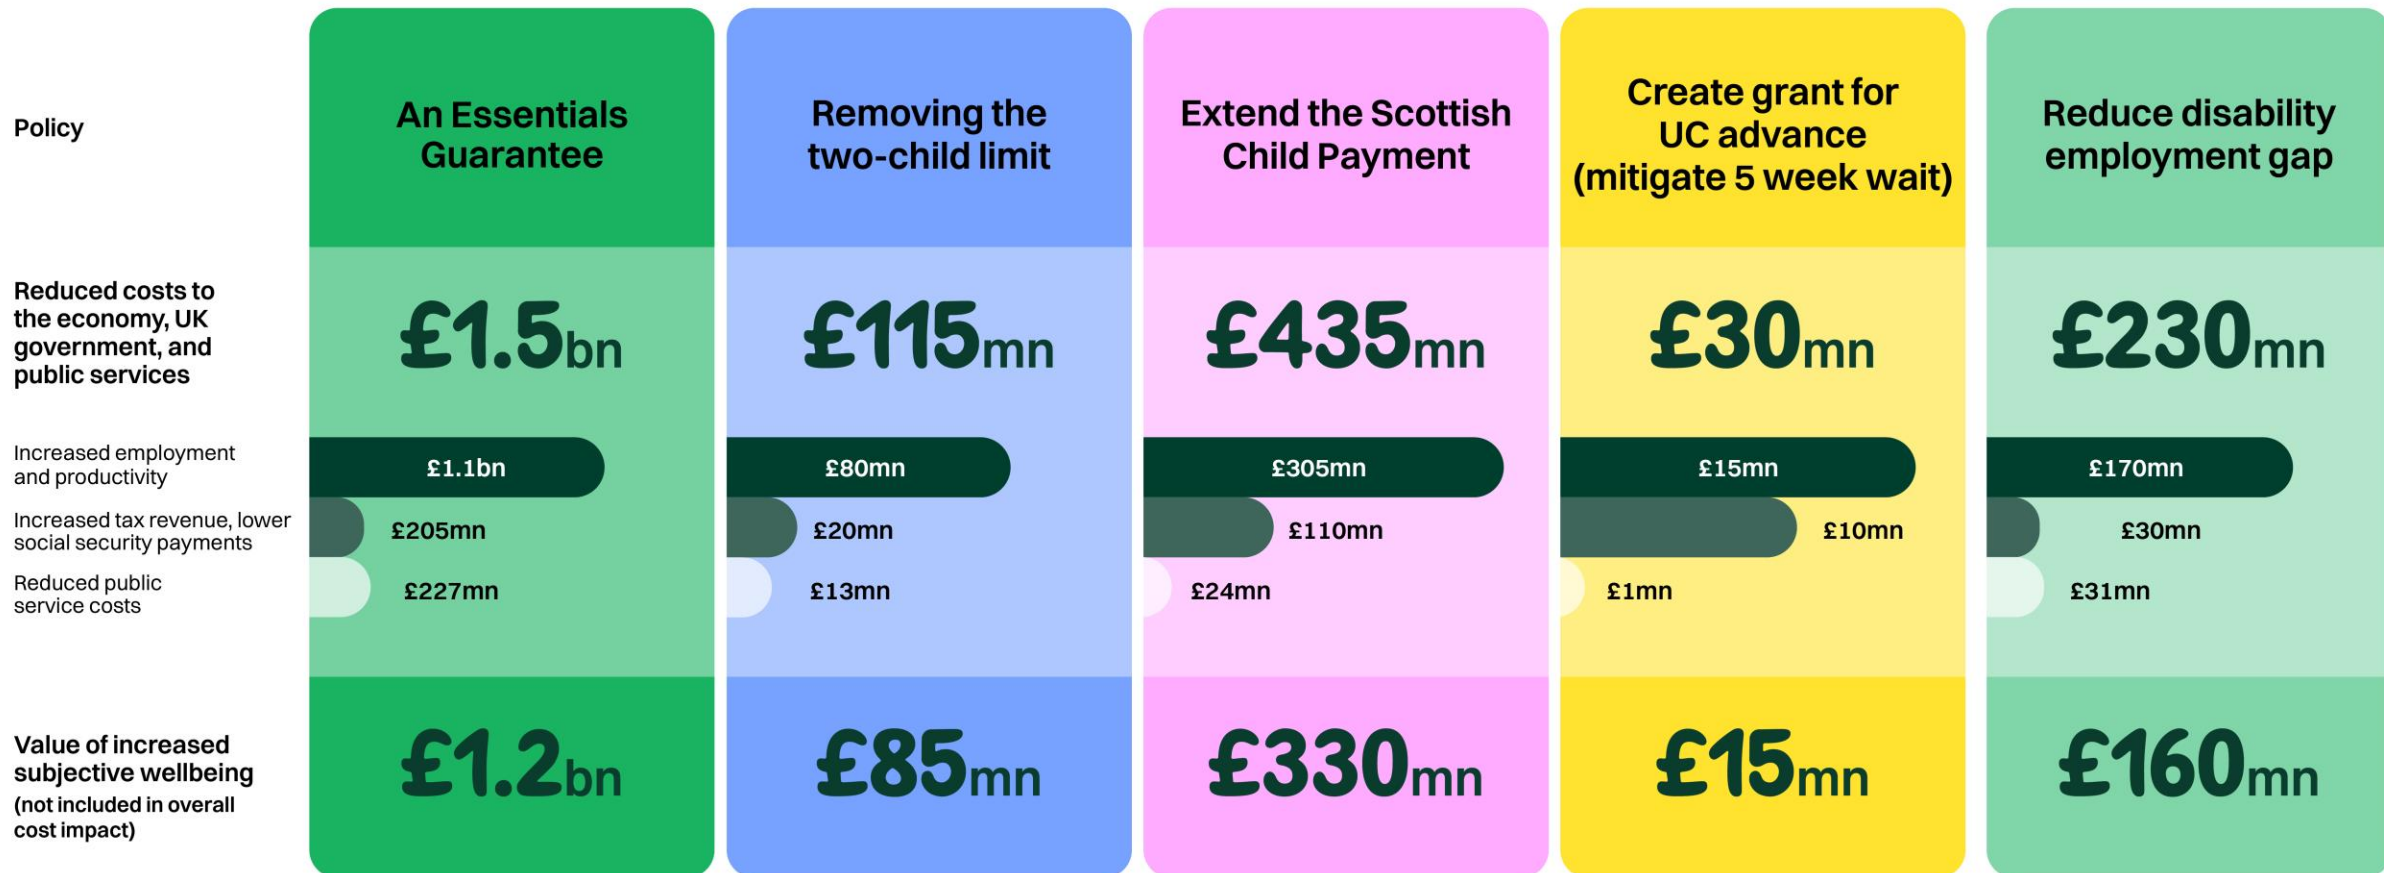 Policy
An Essentials
Guarantee
Removing the
two-child limit
Extend the Scottish
Child Payment
Create grant for
UC advance
(mitigate 5 week wait)
Reduce disability
employment gap
Reduced costs to
the economy, UK
government, and
public services
£1.5bn
£115mn
£435mn
£30mn
£230mn
Increased employment
and productivity
£1.1bn
£80mn
£305mn
£15mn
£170mn
Increased tax revenue, lower
social security payments
£205mn
£20mn
£110mn
£10mn
£30mn
Reduced public
service costs
£227mn
£13mn
£24mn
£1mn
£31mn
Value of increased
subjective wellbeing
(not included in overall
cost impact)
£1.2bn
£85mn
£330mn
£15mn
£160mn